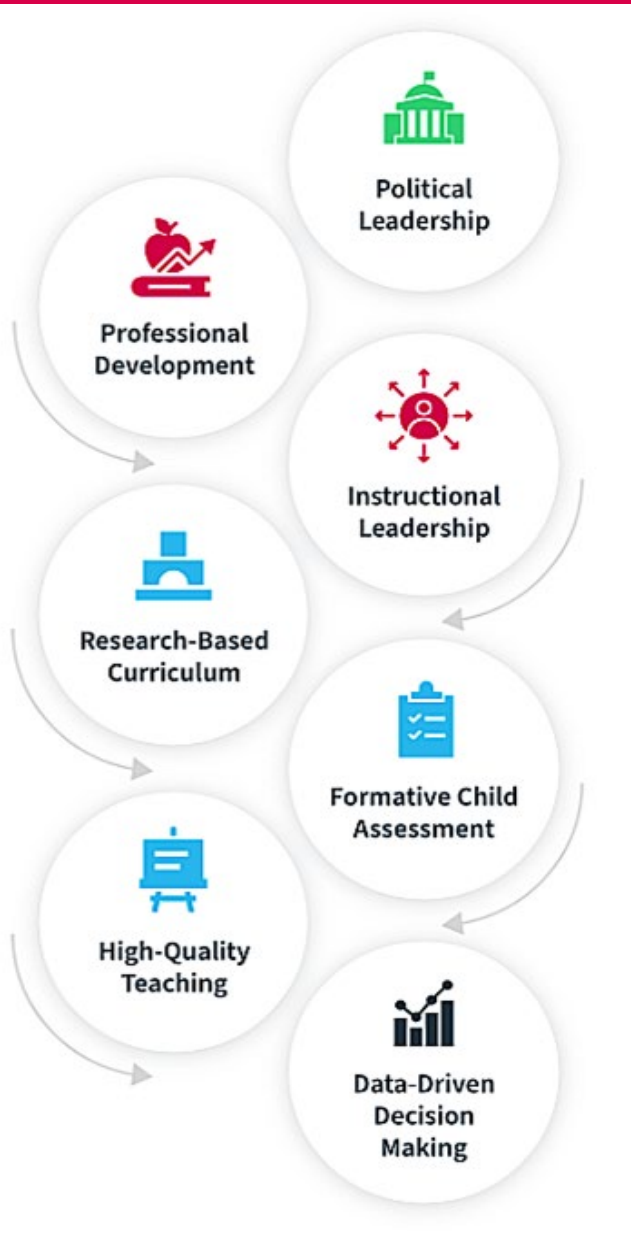 Political
Leadership
Professional
Development
Instructional
Leadership
Research-Based
Curriculum
Formative Child
Assessment
High-Quality
Teaching
Data-Driven
Decision
Making